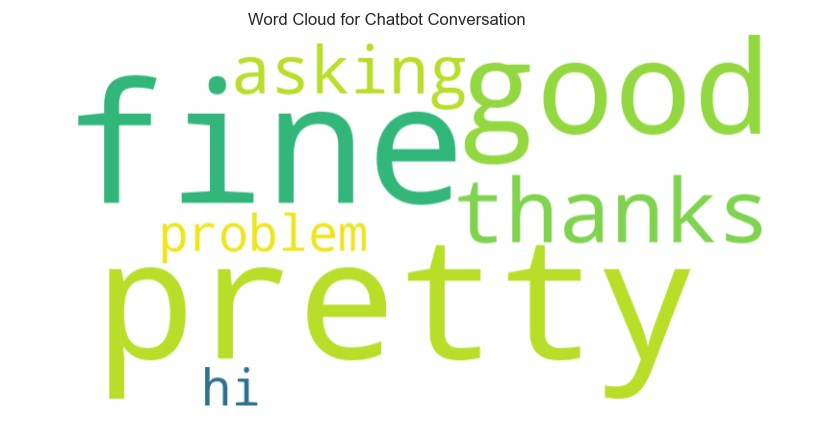 Word Cloud for Chatbot Conversation
asking
good
fine
thanks
problem
pretty
hi